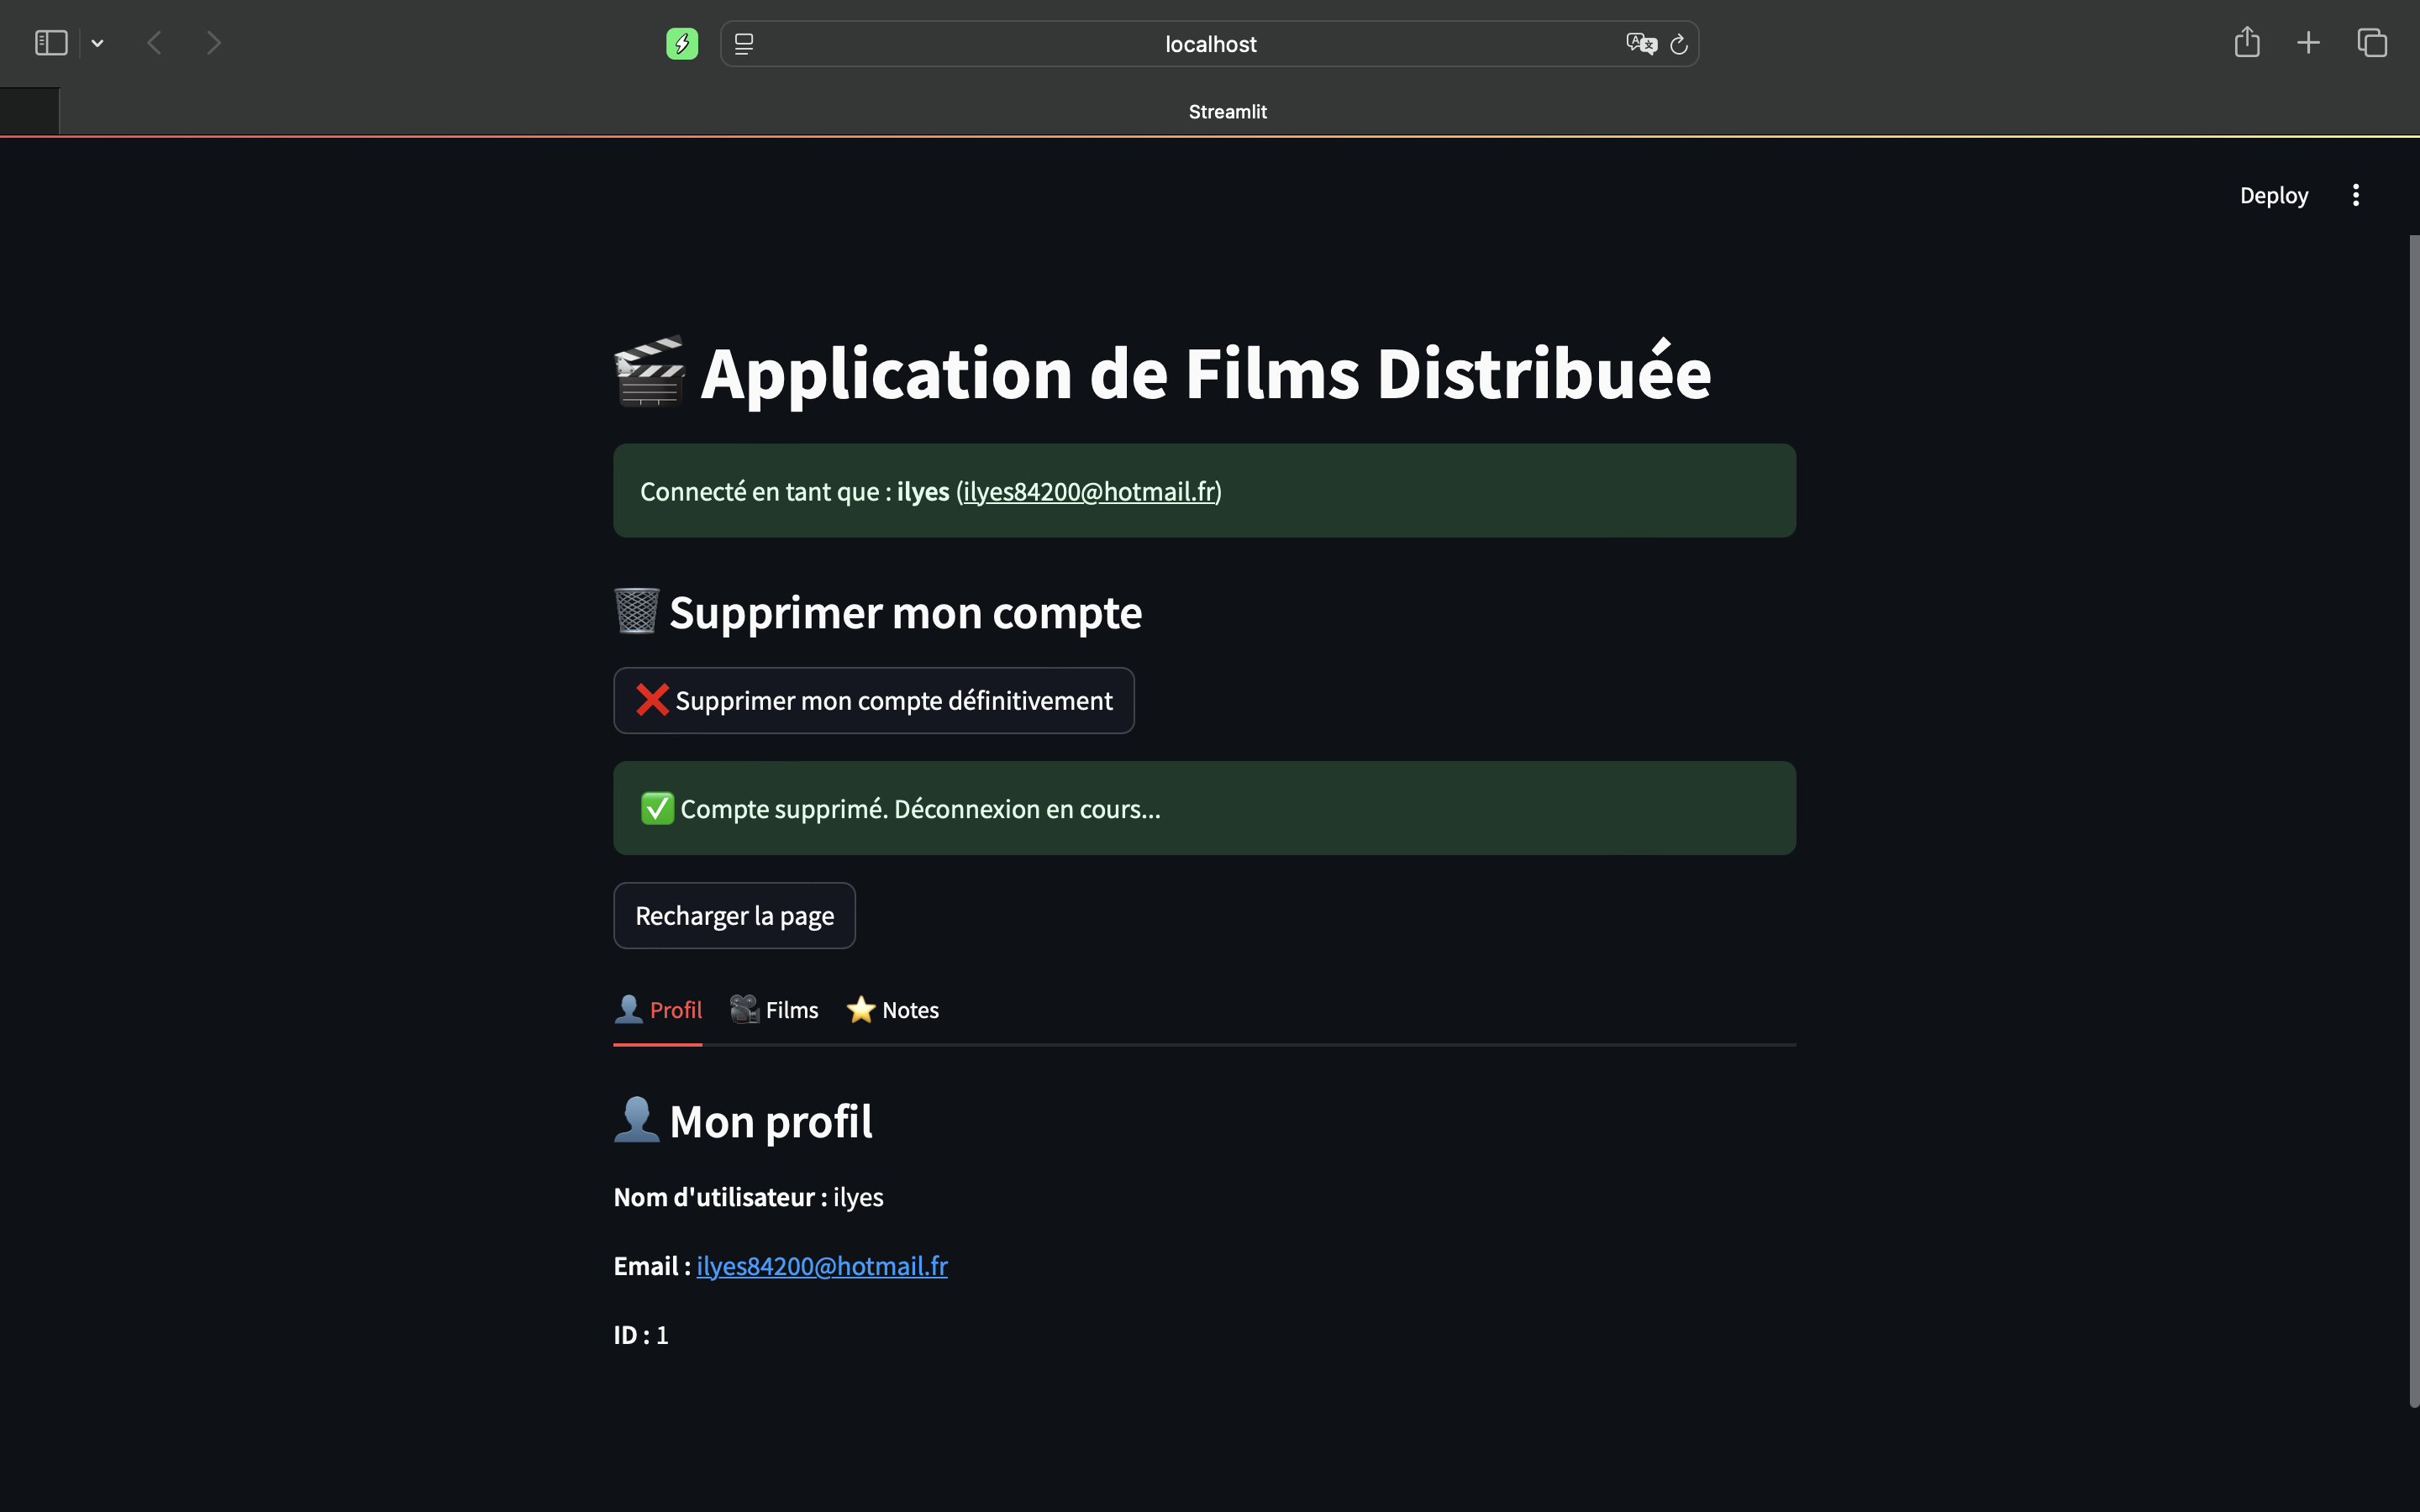 localhost
Streamlit
Deploy
Application de Films Distribuée
Connecté en tant que : ilyes (ilyes84200@hotmail.fr)
Supprimer mon compte
Supprimer mon compte définitivement
Compte supprimé. Déconnexion en cours...
Recharger la page
Profil Films Notes
Mon profil
Nom d'utilisateur : ilyes
Email : ilyes84200@hotmail.fr
ID : 1